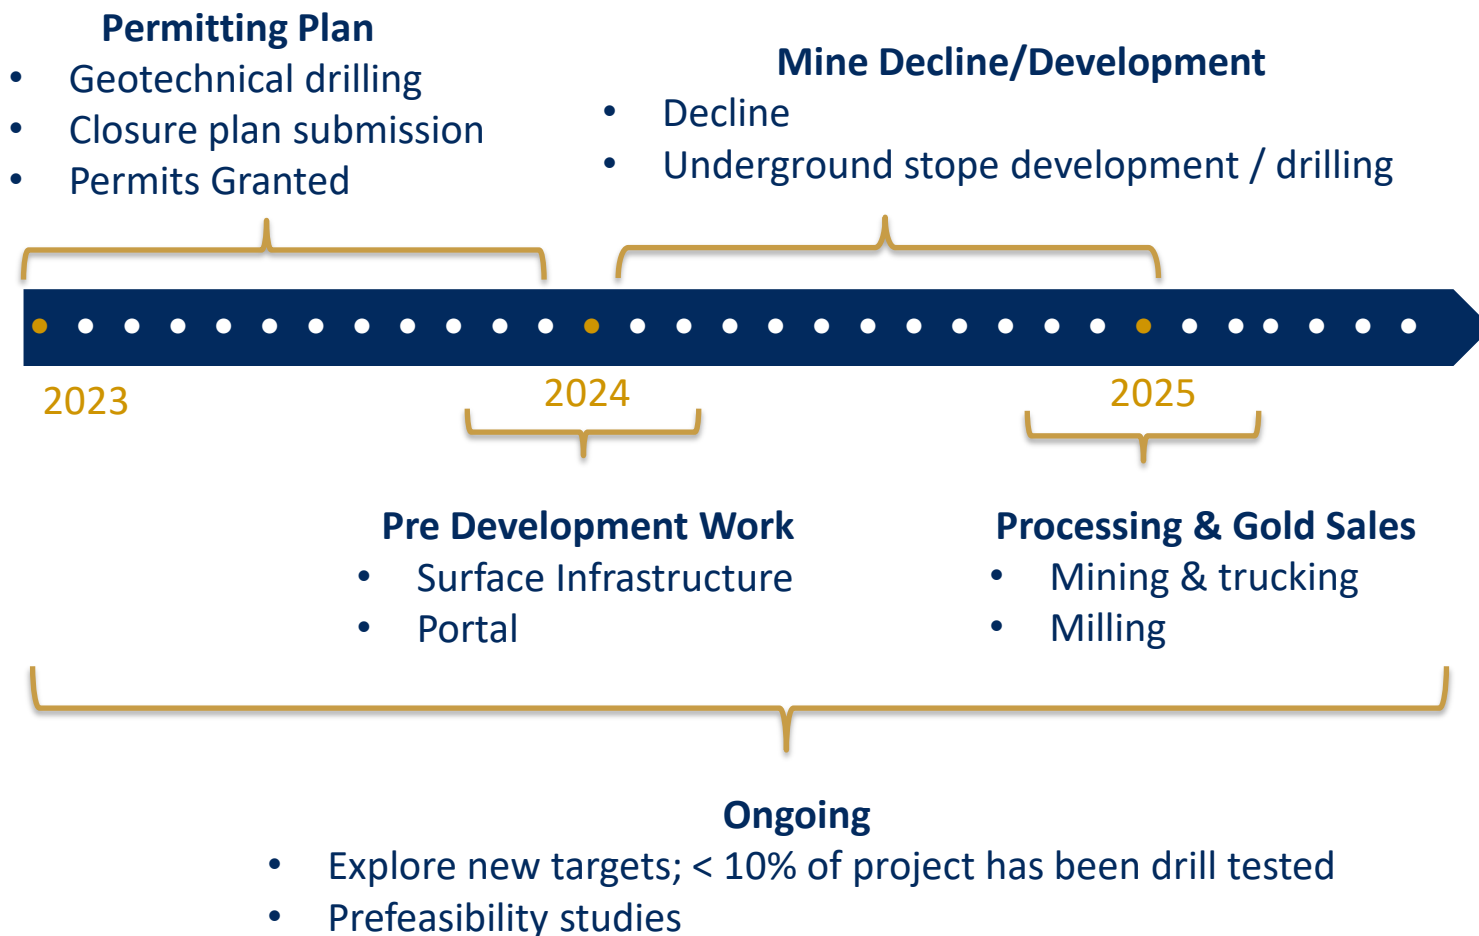 Permitting Plan
• Geotechnical drilling
• Closure plan submission
• Permits Granted
Mine Decline/Development
• Decline
• Underground stope development / drilling
2023
2024
2025
Pre Development Work
• Surface Infrastructure
• Portal
Processing & Gold Sales
• Mining & trucking
• Milling
Ongoing
• Explore new targets; < 10% of project has been drill tested
• Prefeasibility studies